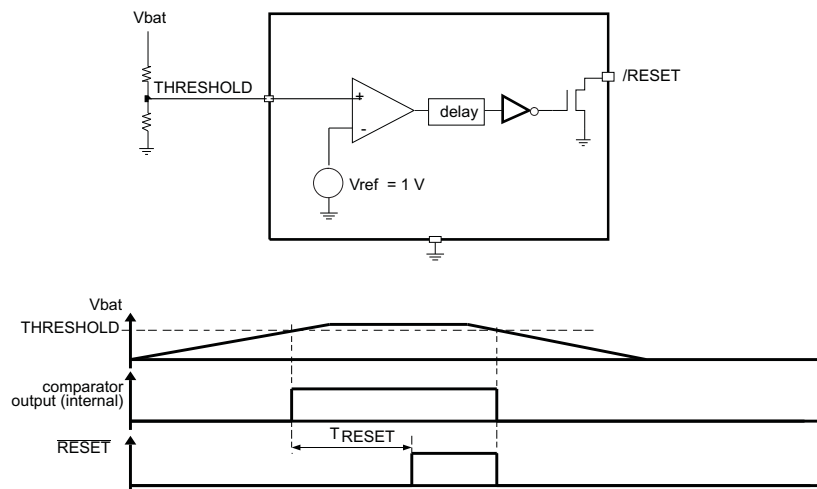 Vbat
THRESHOLD
+
-
delay
/RESET
Vref = 1 V
Vbat
THRESHOLD
comparator
output (internal)
TRESET
RESET